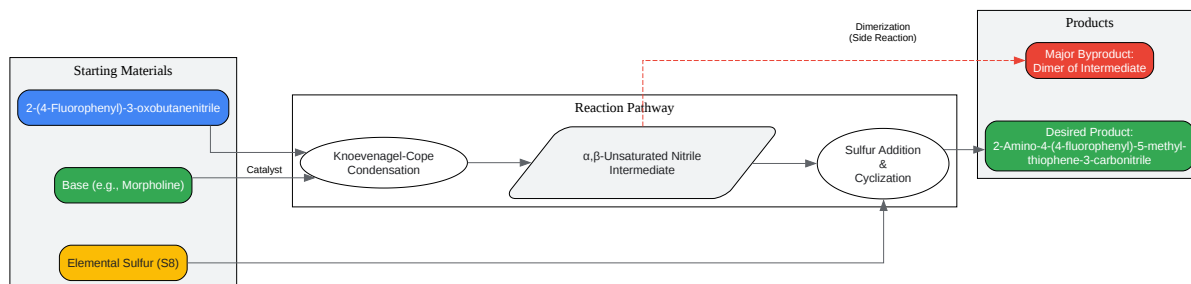 Dimerization
(Side Reaction)
Products
Major Byproduct:
Dimer of Intermediate
Starting Materials
2-(4-Fluorophenyl)-3-oxobutanenitrile
Reaction Pathway
Knoevenagel-Cope
Condensation
α,β-Unsaturated Nitrile
Intermediate
Sulfur Addition
&
Cyclization
Desired Product:
2-Amino-4-(4-fluorophenyl)-5-methyl-
thiophene-3-carbonitrile
Base (e.g., Morpholine)
Catalyst
Elemental Sulfur (S8)